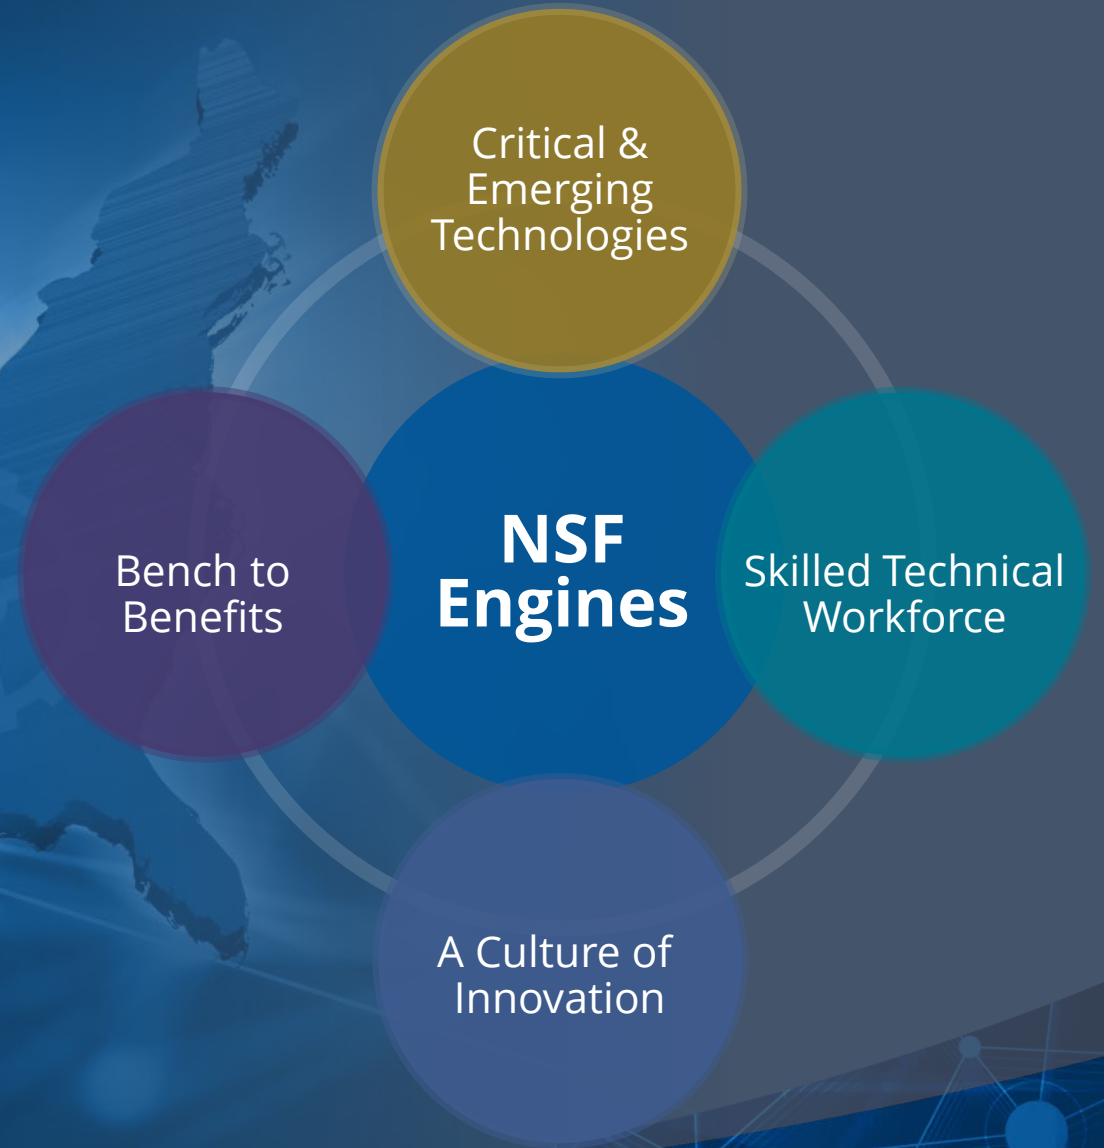 Critical &
Emerging
Technologies
Bench to
Benefits
NSF
Engines
Skilled Technical
Workforce
A Culture of
Innovation